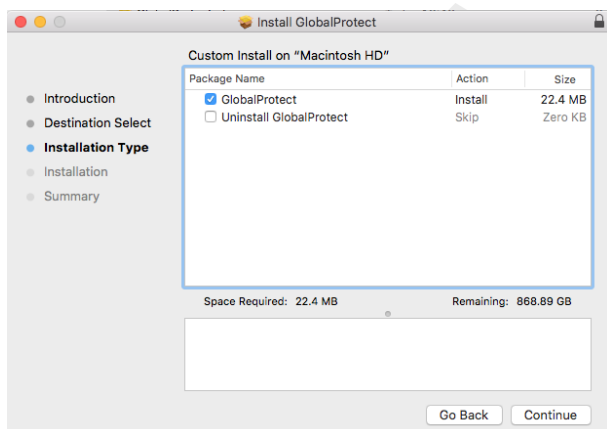 Install GlobalProtect
Custom Install on "Macintosh HD"
Package Name Action Size
GlobalProtect Install 22.4 MB
Uninstall GlobalProtect Skip Zero KB
Introduction
Destination Select
Installation Type
Installation
Summary
Space Required: 22.4 MB Remaining: 868.89 GB
Go Back Continue